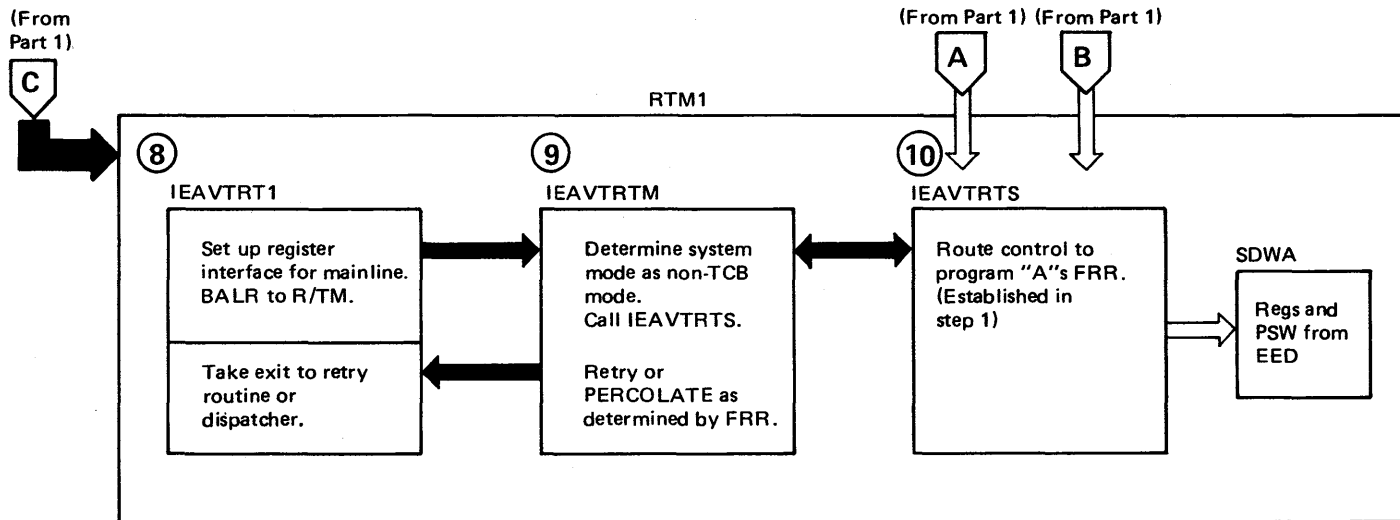 (From
Part 1)
C
(From Part 1)
A
(From Part 1)
B
RTM1
8
IEAVTRT1
Set up register
interface for mainline.
BALR to R/TM.
Take exit to retry
routine or
dispatcher.
9
IEAVTRTM
Determine system
mode as non-TCB
mode.
Call IEAVTRTS.
Retry or
PERCOLATE as
determined by FRR.
10
IEAVTRTS
Route control to
program "A"s FRR.
(Established in
step 1)
SDWA
Regs and
PSW from
EED